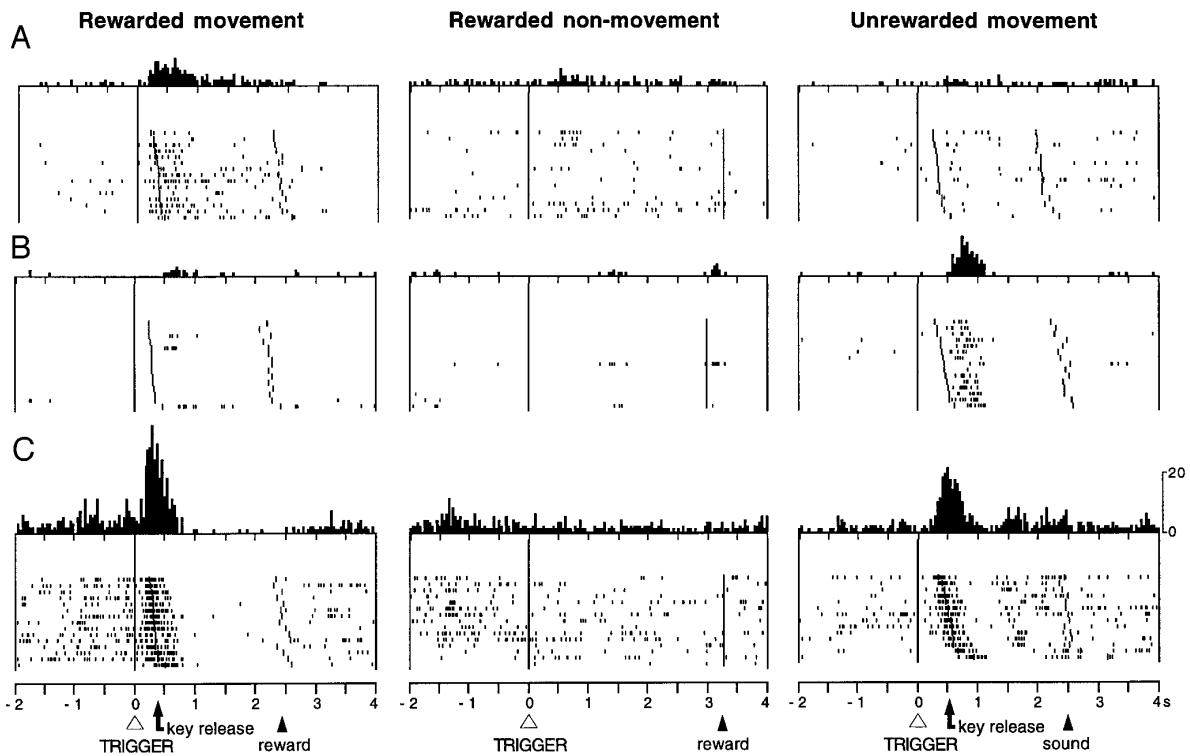 Rewarded movement Rewarded non-movement Unrewarded movement
A
B
C
20
0
-2 -1 0 1 2 3 4 -2 -1 0 1 2 3 4 -2 -1 0 1 2 3 4 s
key release key release
TRIGGER reward TRIGGER reward TRIGGER sound